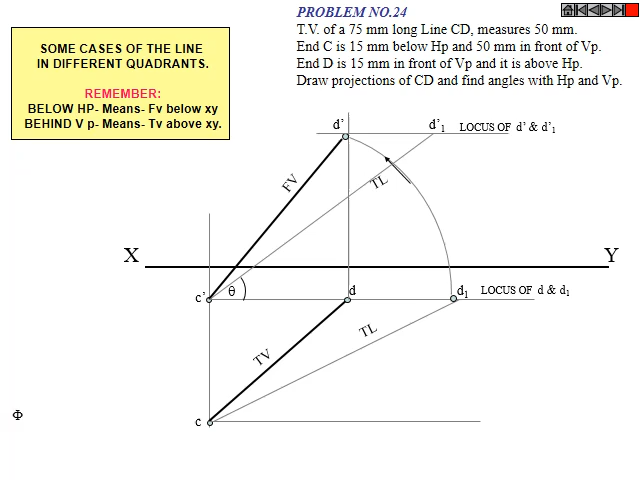 PROBLEM NO.24
T.V. of a 75 mm long Line CD, measures 50 mm.
End C is 15 mm below Hp and 50 mm in front of Vp.
End D is 15 mm in front of Vp and it is above Hp.
Draw projections of CD and find angles with Hp and Vp.
SOME CASES OF THE LINE
IN DIFFERENT QUADRANTS.
REMEMBER:
BELOW HP- Means- Fv below xy
BEHIND V p- Means- Tv above xy.
d’ d’1 LOCUS OF d’ & d’1
FV TL
X Y
c’ θ d d1 LOCUS OF d & d1
TV TL
c
Φ